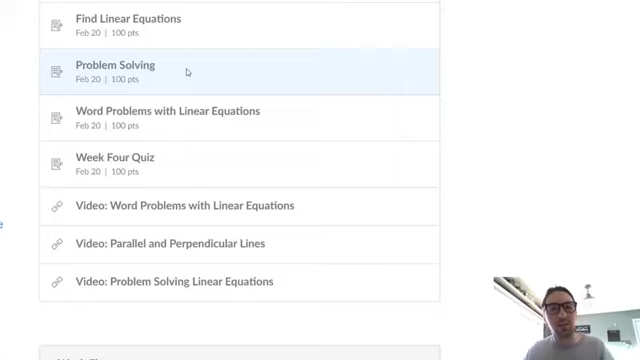 Find Linear Equations
Feb 20 | 100 pts
Problem Solving
Feb 20 | 100 pts
Word Problems with Linear Equations
Feb 20 | 100 pts
Week Four Quiz
Feb 20 | 100 pts
Video: Word Problems with Linear Equations
Video: Parallel and Perpendicular Lines
Video: Problem Solving Linear Equations